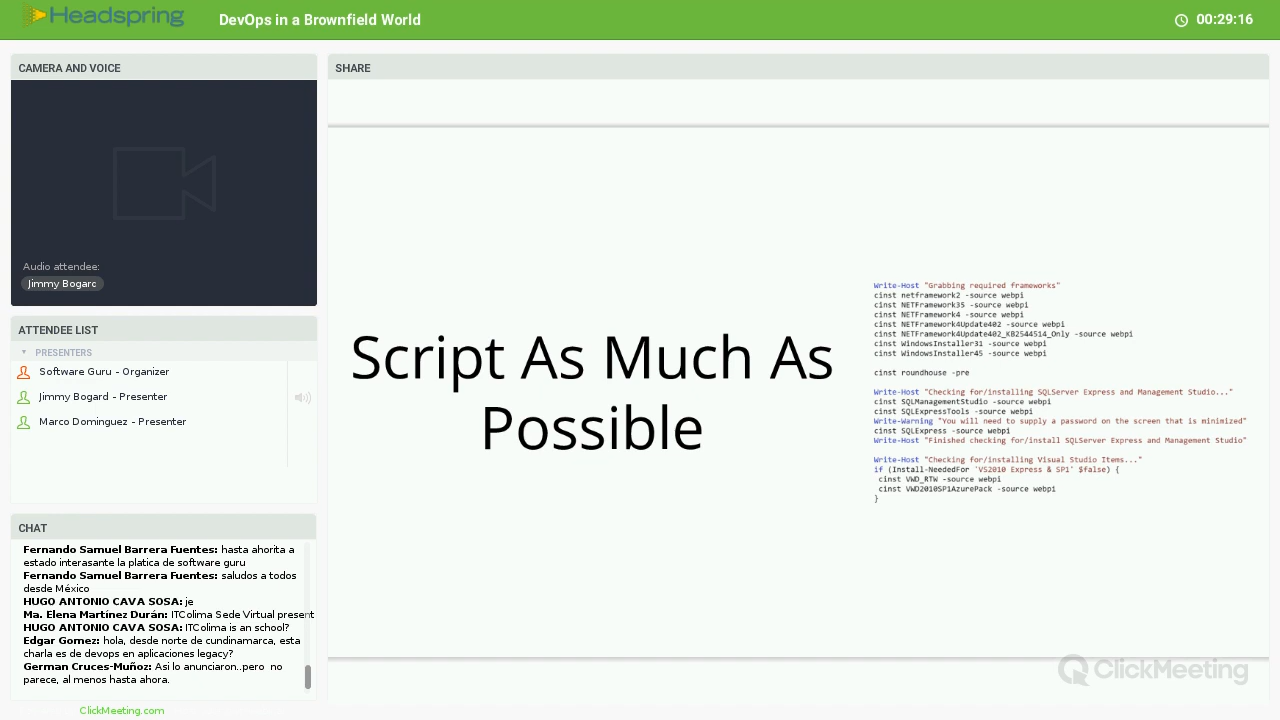 Headspring
DevOps in a Brownfield World
00:29:16
CAMERA AND VOICE
Audio attendee:
Jimmy Bogarc
ATTENDEE LIST
PRESENTERS
Software Guru - Organizer
Jimmy Bogard - Presenter
Marco Dominguez - Presenter
CHAT
Fernando Samuel Barrera Fuentes: hasta ahorita a
estado interasante la platica de software guru
Fernando Samuel Barrera Fuentes: saludos a todos
desde México
HUGO ANTONIO CAVA SOSA: je
Ma. Elena Martínez Durán: ITColima Sede Virtual present
HUGO ANTONIO CAVA SOSA: ITColima is an school?
Edgar Gomez: hola, desde norte de cundinamarca, esta
charla es de devops en aplicaciones legacy?
German Cruces-Muñoz: Asi lo anunciaron..pero no
parece, al menos hasta ahora.
ClickMeeting.com
SHARE
Script As Much As
Possible
Write-Host "Grabbing required frameworks"
cinst netframework2 -source webpi
cinst NETFramework35 -source webpi
cinst NETFramework4 -source webpi
cinst NETFramework4Update402 -source webpi
cinst NETFramework4Update402_KB2544514_Only -source webpi
cinst WindowsInstaller31 -source webpi
cinst WindowsInstaller45 -source webpi
cinst roundhouse -pre
Write-Host "Checking for/installing SQLServer Express and Management Studio..."
cinst SQLManagementStudio -source webpi
cinst SQLExpressTools -source webpi
Write-Warning "You will need to supply a password on the screen that is minimized"
cinst SQLExpress -source webpi
Write-Host "Finished checking for/install SQLServer Express and Management Studio"
Write-Host "Checking for/installing Visual Studio Items..."
if (Install-NeededFor 'VS2010 Express & SP1' $false) {
cinst VWD_RTW -source webpi
cinst VWD2010SP1AzurePack -source webpi
}
ClickMeeting